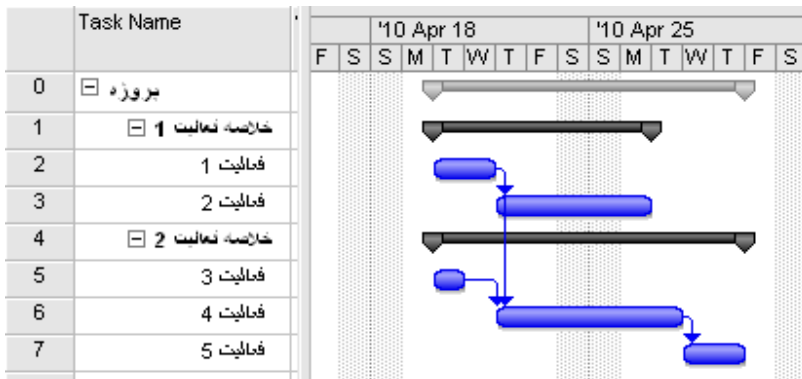 Task Name
'10 Apr 18 '10 Apr 25
F S S M T W T F S S M T W T F S
0 پروژه
1 خلاصه فعالیت 1
2 فعالیت 1
3 فعالیت 2
4 خلاصه فعالیت 2
5 فعالیت 3
6 فعالیت 4
7 فعالیت 5